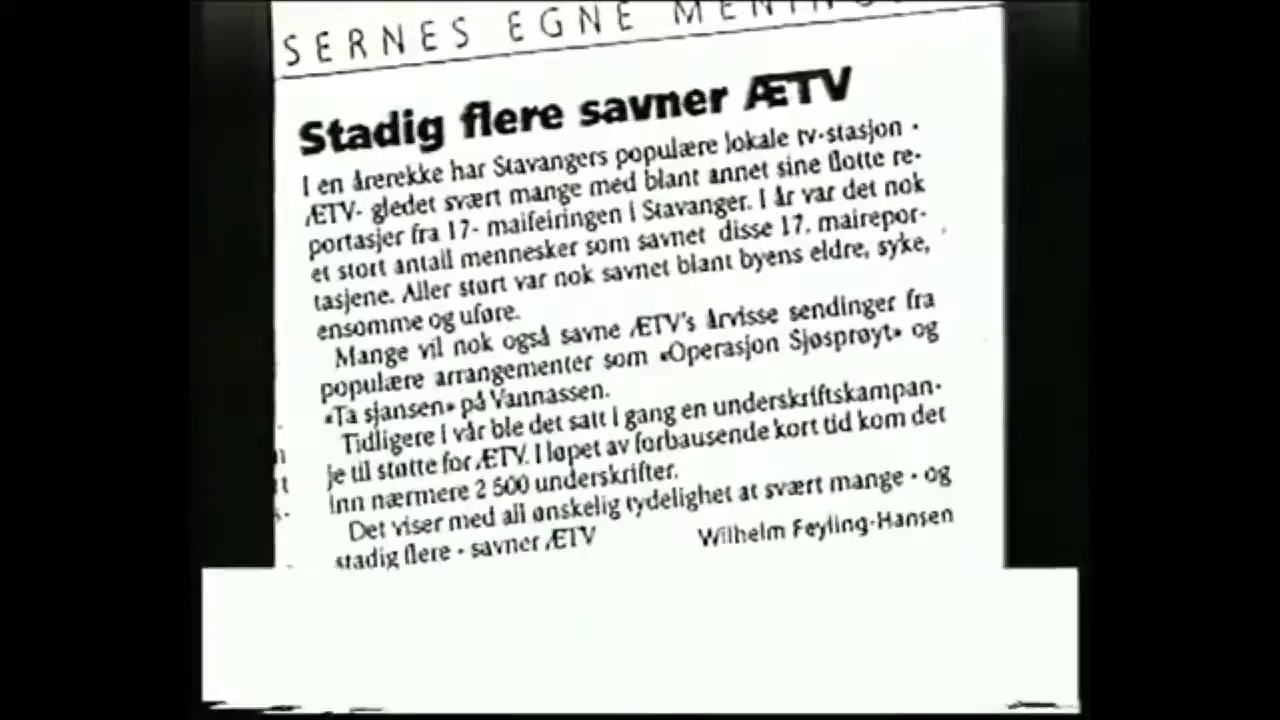 SERNES EGNE MENING
Stadig flere savner ÆTV
I en årerekke har Stavangers populære lokale tv-stasjon -
ÆTV- gledet svært mange med blant annet sine flotte re-
portasjer fra 17- maifeiringen i Stavanger. I år var det nok
et stort antall mennesker som savnet disse 17. mairepor-
tasjene. Aller størt var nok savnet blant byens eldre, syke,
ensomme og uføre.
Mange vil nok også savne ÆTV's årvisse sendinger fra
populære arrangementer som «Operasjon Sjøsprøyt» og
«Ta sjansen» på Vannassen.
Tidligere i vår ble det satt i gang en underskriftskampan-
je til støtte for ÆTV. I løpet av forbausende kort tid kom det
inn nærmere 2 500 underskrifter.
Det viser med all ønskelig tydelighet at svært mange - og
stadig flere - savner ÆTV
Wilhelm Feyling-Hansen